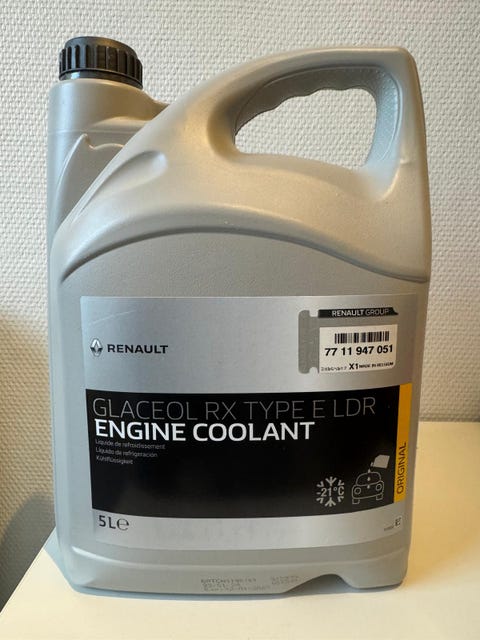 RENAULT
RENAULT GROUP
77 11 947 051
X1 MADE IN BELGIUM
GLACEOL RX TYPE E LDR
ENGINE COOLANT
Liquide de refroidissement
Líquido de refrigeración
Kühlflüssigkeit
-21°C
ORIGINAL
5L℮